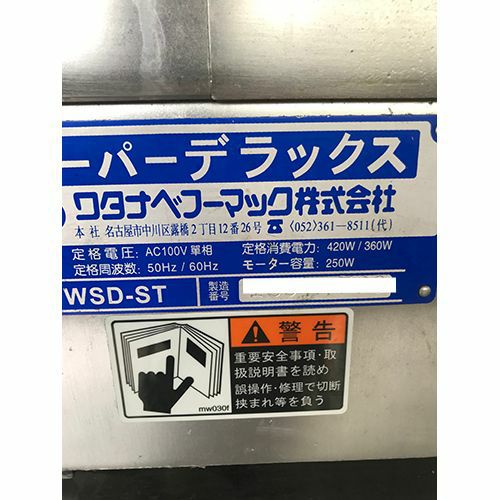 ーパーデラックス
ワタナベフーマック株式会社
本社 名古屋市中川区露橋2丁目12番26号 ☎(052)361-8511(代)
定格電圧: AC100V 単相 定格消費電力: 420W / 360W
定格周波数: 50Hz / 60Hz モーター容量: 250W
WSD-ST 製造番号
警告
重要安全事項・取
扱説明書を読め
誤操作・修理で切断
挟まれ等を負う
mw030f